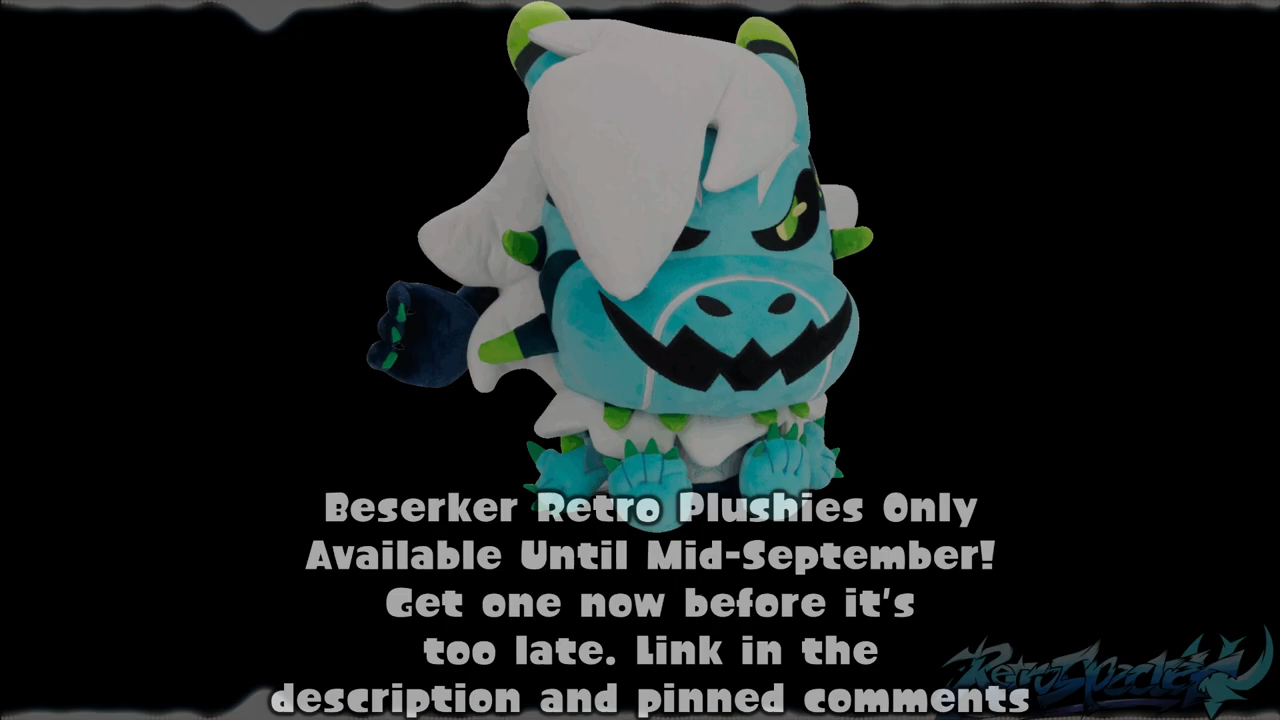 Beserker Retro Plushies Only
Available Until Mid-September!
Get one now before it's
too late. Link in the
description and pinned comments
RetroSpecter